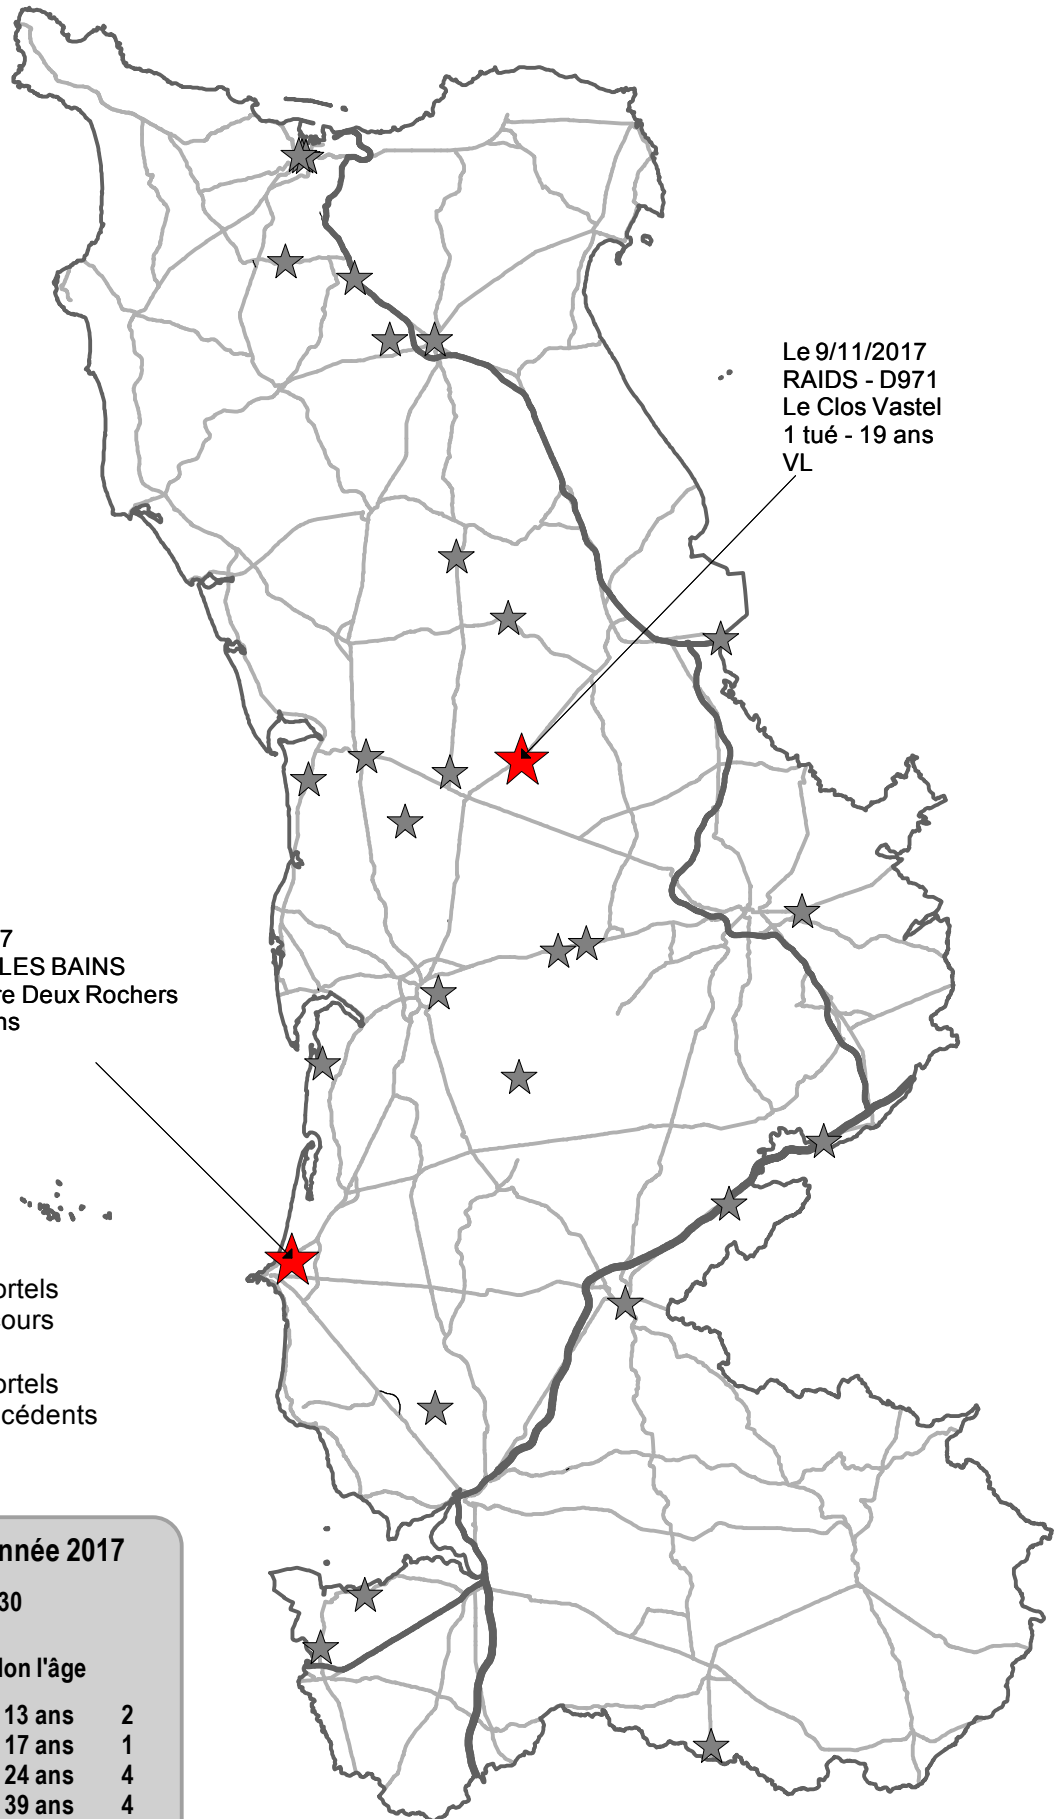 Le 9/11/2017
RAIDS - D971
Le Clos Vastel
1 tué - 19 ans
VL
7
LES BAINS
re Deux Rochers
ns
ortels
ours
ortels
cédents
nnée 2017
30
lon l'âge
13 ans 2
17 ans 1
24 ans 4
39 ans 4